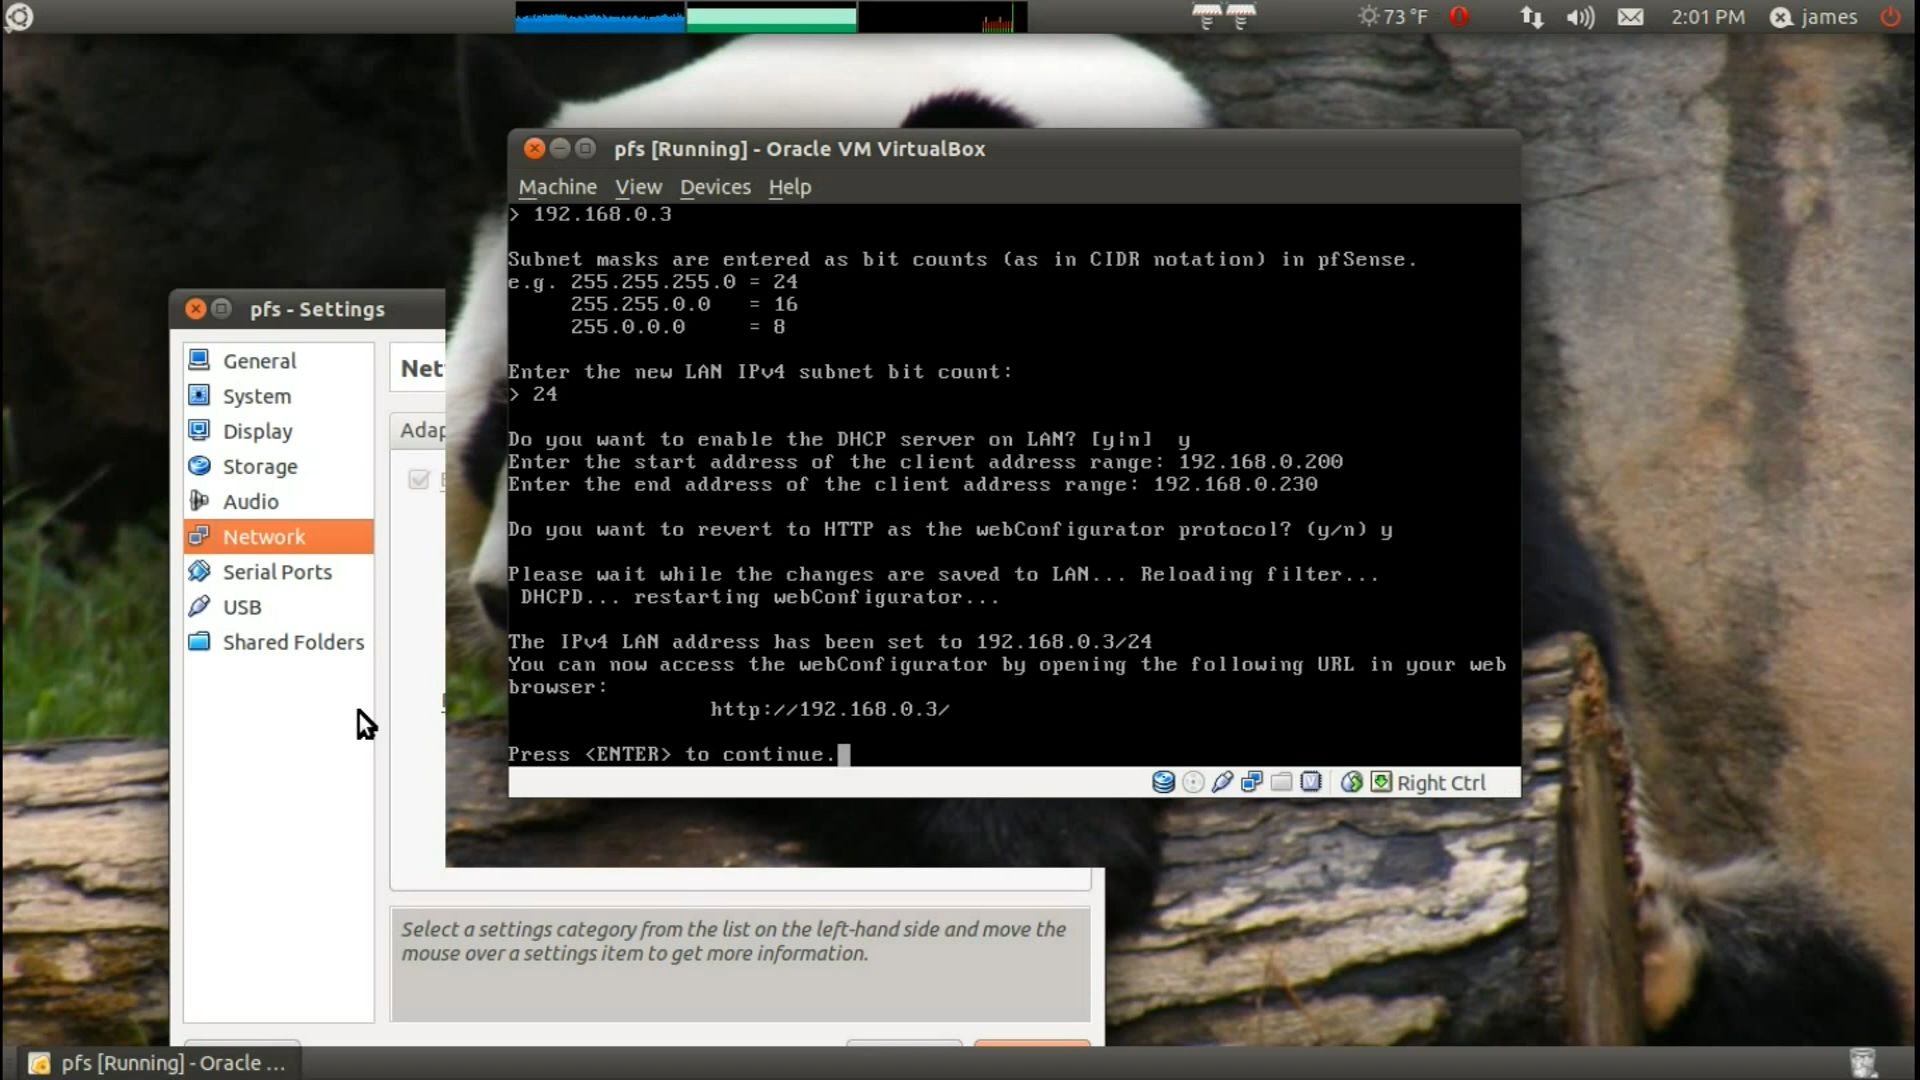 73 °F
2:01 PM
james
pfs [Running] - Oracle VM VirtualBox
Machine View Devices Help
> 192.168.0.3
Subnet masks are entered as bit counts (as in CIDR notation) in pfSense.
e.g. 255.255.255.0 = 24
255.255.0.0 = 16
255.0.0.0 = 8
Enter the new LAN IPv4 subnet bit count:
> 24
Do you want to enable the DHCP server on LAN? [y|n] y
Enter the start address of the client address range: 192.168.0.200
Enter the end address of the client address range: 192.168.0.230
Do you want to revert to HTTP as the webConfigurator protocol? (y/n) y
Please wait while the changes are saved to LAN... Reloading filter...
DHCPD... restarting webConfigurator...
The IPv4 LAN address has been set to 192.168.0.3/24
You can now access the webConfigurator by opening the following URL in your web
browser:
http://192.168.0.3/
Press <ENTER> to continue.
Right Ctrl
pfs - Settings
General
System
Display
Storage
Audio
Network
Serial Ports
USB
Shared Folders
Net
Adap
Select a settings category from the list on the left-hand side and move the
mouse over a settings item to get more information.
pfs [Running] - Oracle ...